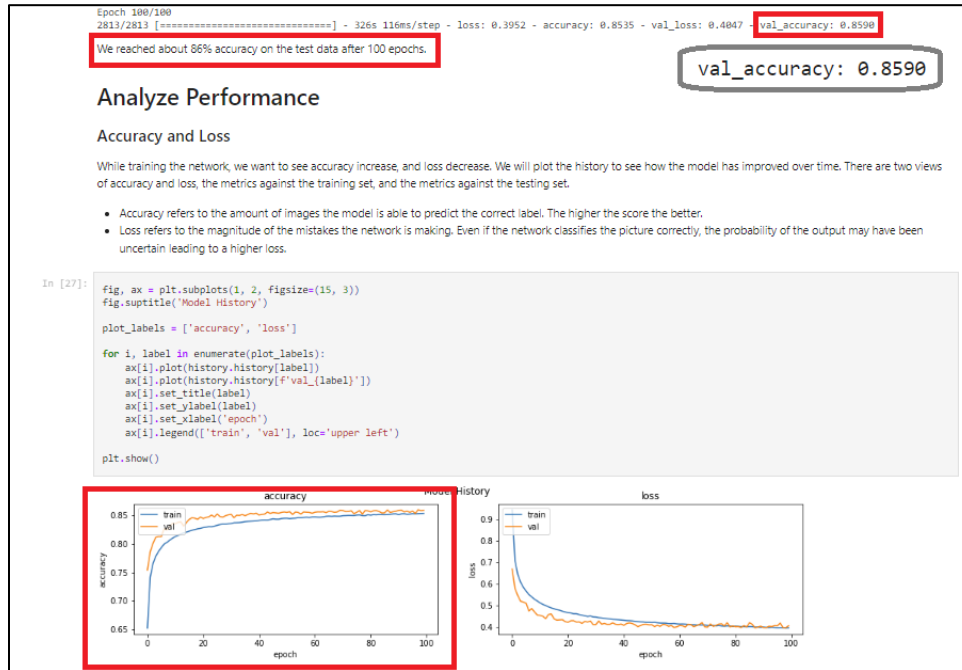 Epoch 100/100
2813/2813 [==============================] - 326s 116ms/step - loss: 0.3952 - accuracy: 0.8535 - val_loss: 0.4047 - val_accuracy: 0.8590
We reached about 86% accuracy on the test data after 100 epochs.
val_accuracy: 0.8590
Analyze Performance
Accuracy and Loss
While training the network, we want to see accuracy increase, and loss decrease. We will plot the history to see how the model has improved over time. There are two views
of accuracy and loss, the metrics against the training set, and the metrics against the testing set.
• Accuracy refers to the amount of images the model is able to predict the correct label. The higher the score the better.
• Loss refers to the magnitude of the mistakes the network is making. Even if the network classifies the picture correctly, the probability of the output may have been
uncertain leading to a higher loss.
In [27]:
fig, ax = plt.subplots(1, 2, figsize=(15, 3))
fig.suptitle('Model History')
plot_labels = ['accuracy', 'loss']
for i, label in enumerate(plot_labels):
    ax[i].plot(history.history[label])
    ax[i].plot(history.history[f'val_{label}'])
    ax[i].set_title(label)
    ax[i].set_ylabel(label)
    ax[i].set_xlabel('epoch')
    ax[i].legend(['train', 'val'], loc='upper left')
plt.show()
Model History
accuracy
train
val
0.85
0.80
0.75
0.70
0.65
accuracy
0 20 40 60 80 100
epoch
loss
train
val
0.9
0.8
0.7
0.6
0.5
0.4
loss
0 20 40 60 80 100
epoch